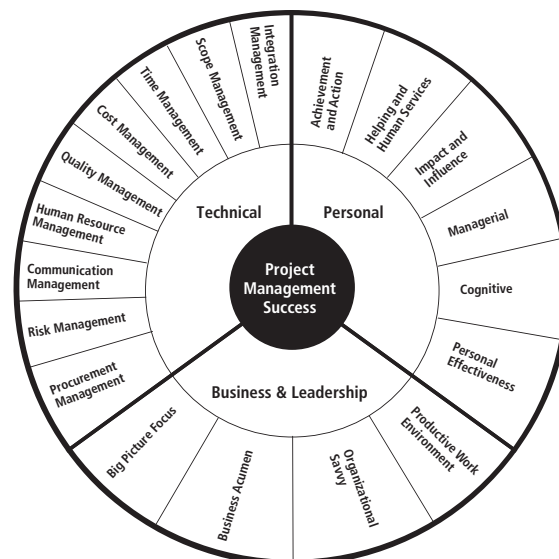 Integration
Management
Scope Management
Time Management
Cost Management
Quality Management
Human Resource
Management
Communication
Management
Risk Management
Procurement
Management
Technical
Achievement
and Action
Helping and
Human Services
Impact and
Influence
Managerial
Cognitive
Personal
Effectiveness
Personal
Project
Management
Success
Business & Leadership
Big Picture Focus
Business Acumen
Organizational
Savvy
Productive Work
Environment